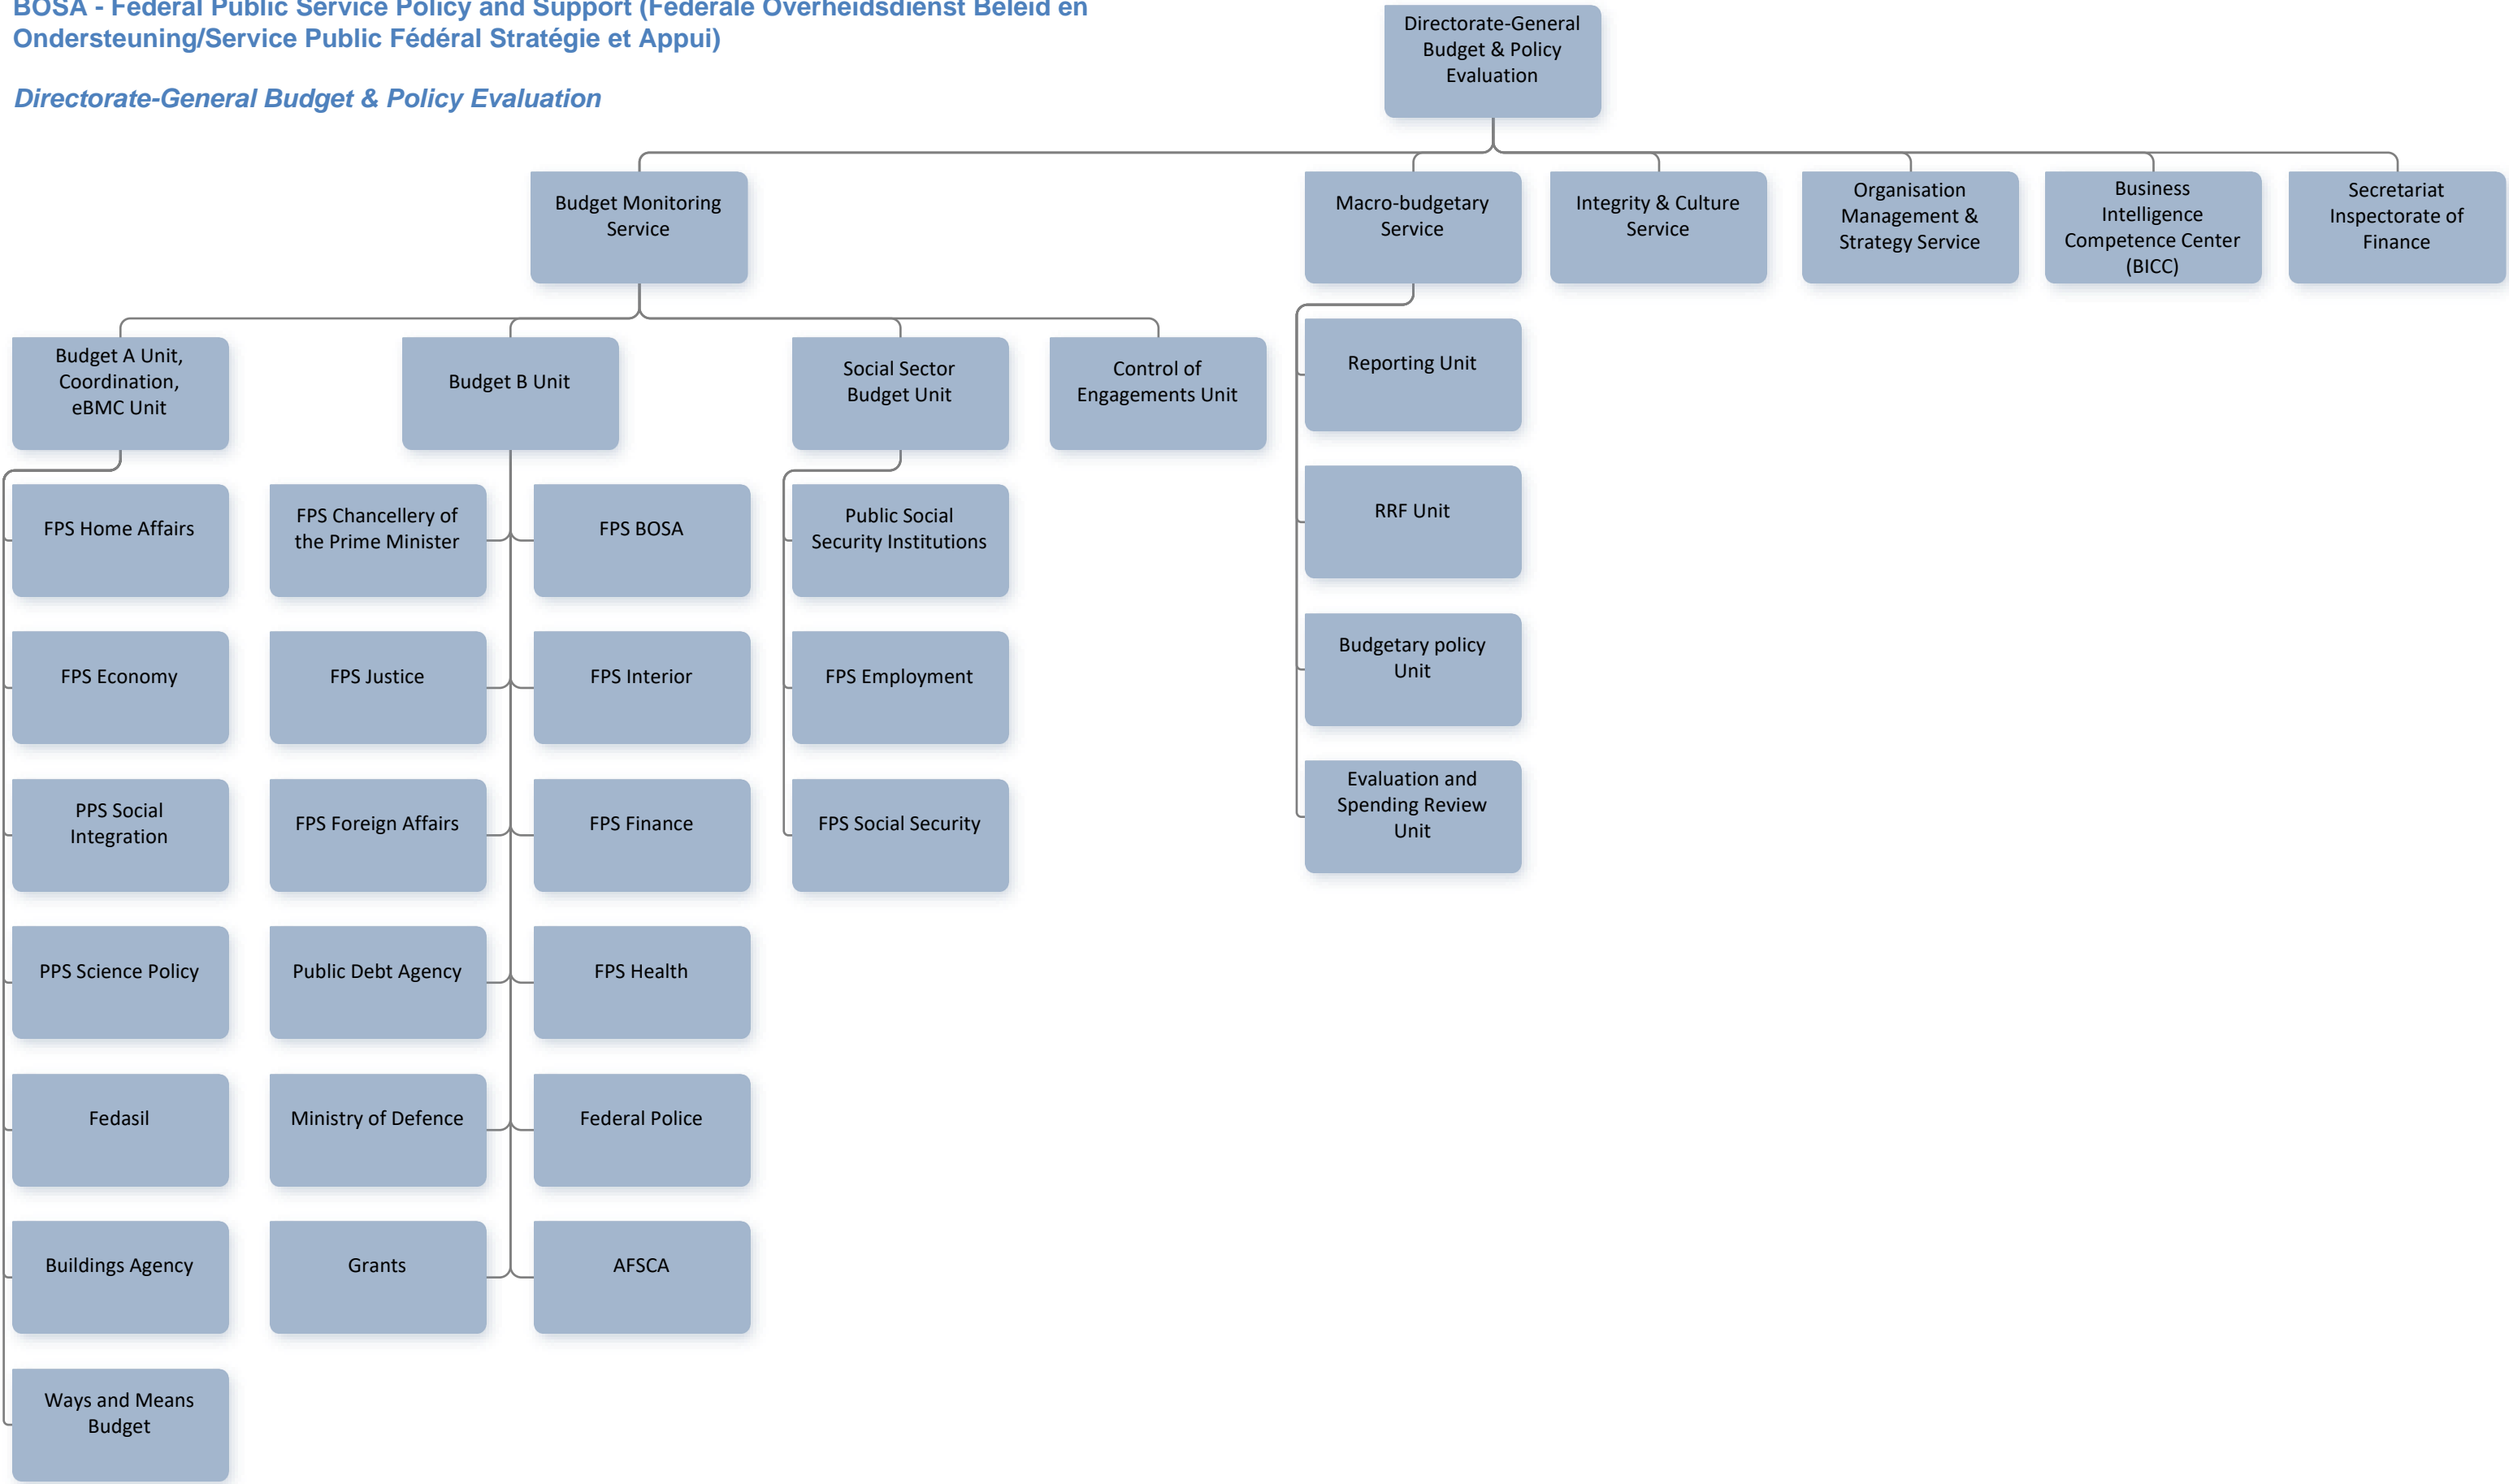 BOSA - Federal Public Service Policy and Support (Federale Overheidsdienst Beleid en
Ondersteuning/Service Public Fédéral Stratégie et Appui)
Directorate-General Budget & Policy Evaluation
Directorate-General
Budget & Policy
Evaluation
Budget Monitoring
Service
Macro-budgetary
Service
Integrity & Culture
Service
Organisation
Management &
Strategy Service
Business
Intelligence
Competence Center
(BICC)
Secretariat
Inspectorate of
Finance
Budget A Unit,
Coordination,
eBMC Unit
Budget B Unit
Social Sector
Budget Unit
Control of
Engagements Unit
Reporting Unit
RRF Unit
Budgetary policy
Unit
Evaluation and
Spending Review
Unit
FPS Home Affairs
FPS Economy
PPS Social
Integration
PPS Science Policy
Fedasil
Buildings Agency
Ways and Means
Budget
FPS Chancellery of
the Prime Minister
FPS BOSA
FPS Justice
FPS Interior
FPS Foreign Affairs
FPS Finance
Public Debt Agency
FPS Health
Ministry of Defence
Federal Police
Grants
AFSCA
Public Social
Security Institutions
FPS Employment
FPS Social Security